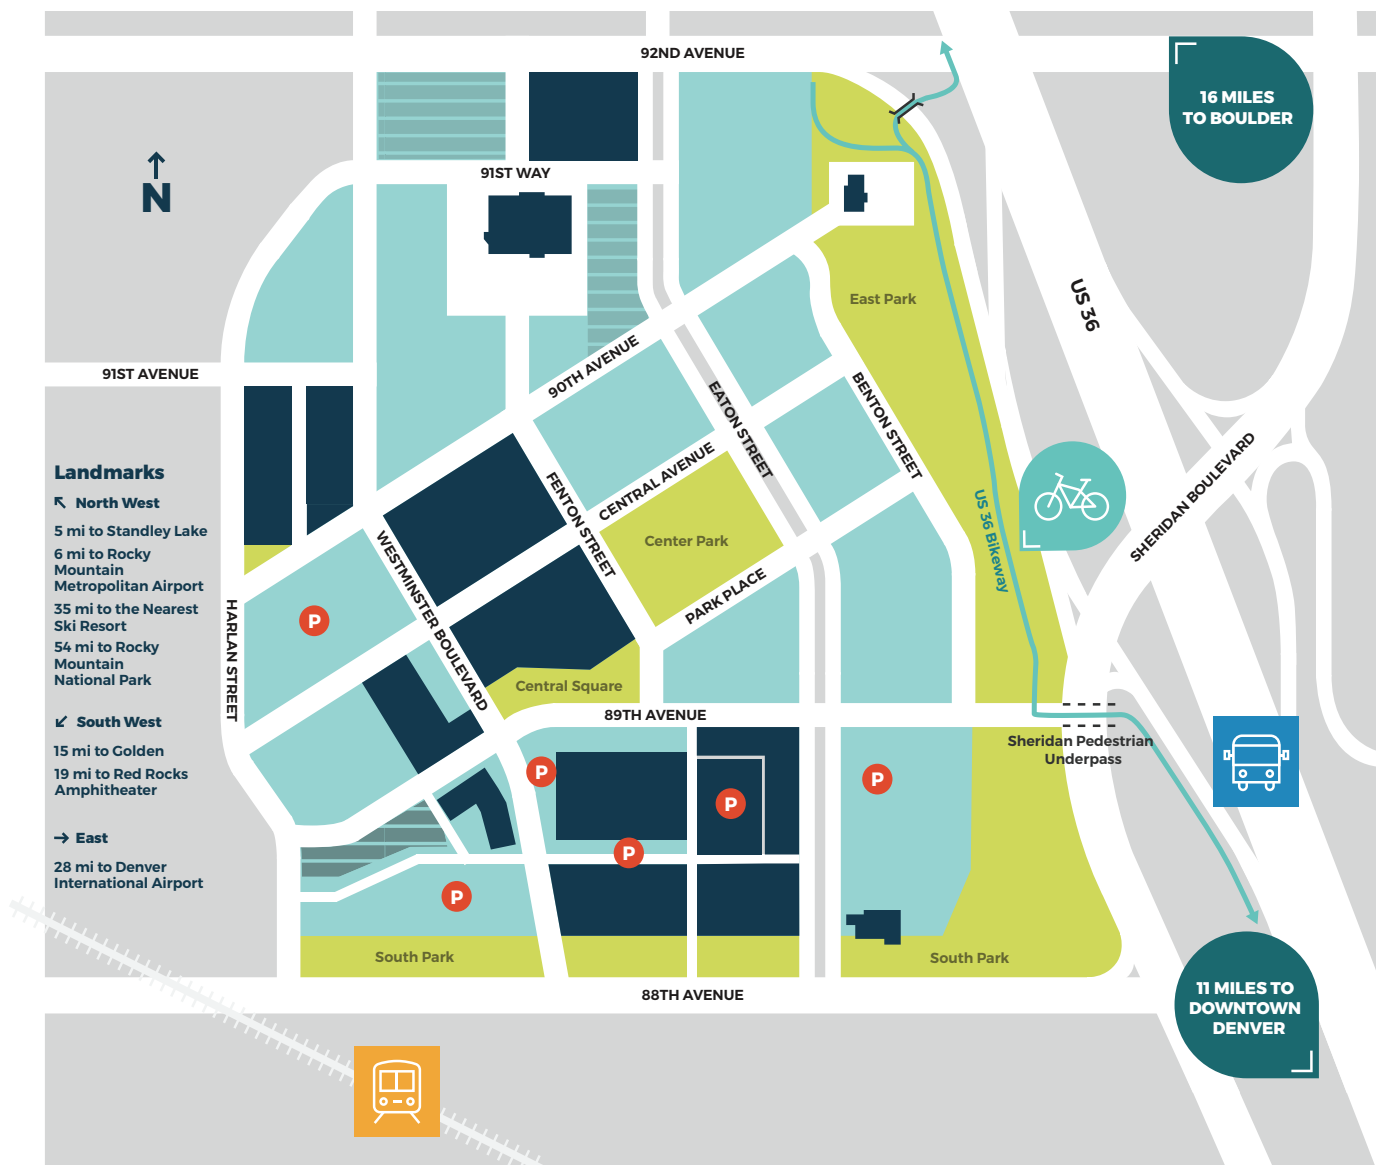 92ND AVENUE
16 MILES
TO BOULDER
91ST WAY
N
East Park
US 36
91ST AVENUE
90TH AVENUE
EATON STREET
BENTON STREET
SHERIDAN BOULEVARD
CENTRAL AVENUE
FENTON STREET
Center Park
US 36 Bikeway
PARK PLACE
WESTMINSTER BOULEVARD
HARLAN STREET
P
Central Square
89TH AVENUE
Sheridan Pedestrian
Underpass
P
P
P
P
P
South Park
South Park
88TH AVENUE
11 MILES TO
DOWNTOWN
DENVER
Landmarks
North West
5 mi to Standley Lake
6 mi to Rocky
Mountain
Metropolitan Airport
35 mi to the Nearest
Ski Resort
54 mi to Rocky
Mountain
National Park
South West
15 mi to Golden
19 mi to Red Rocks
Amphitheater
East
28 mi to Denver
International Airport